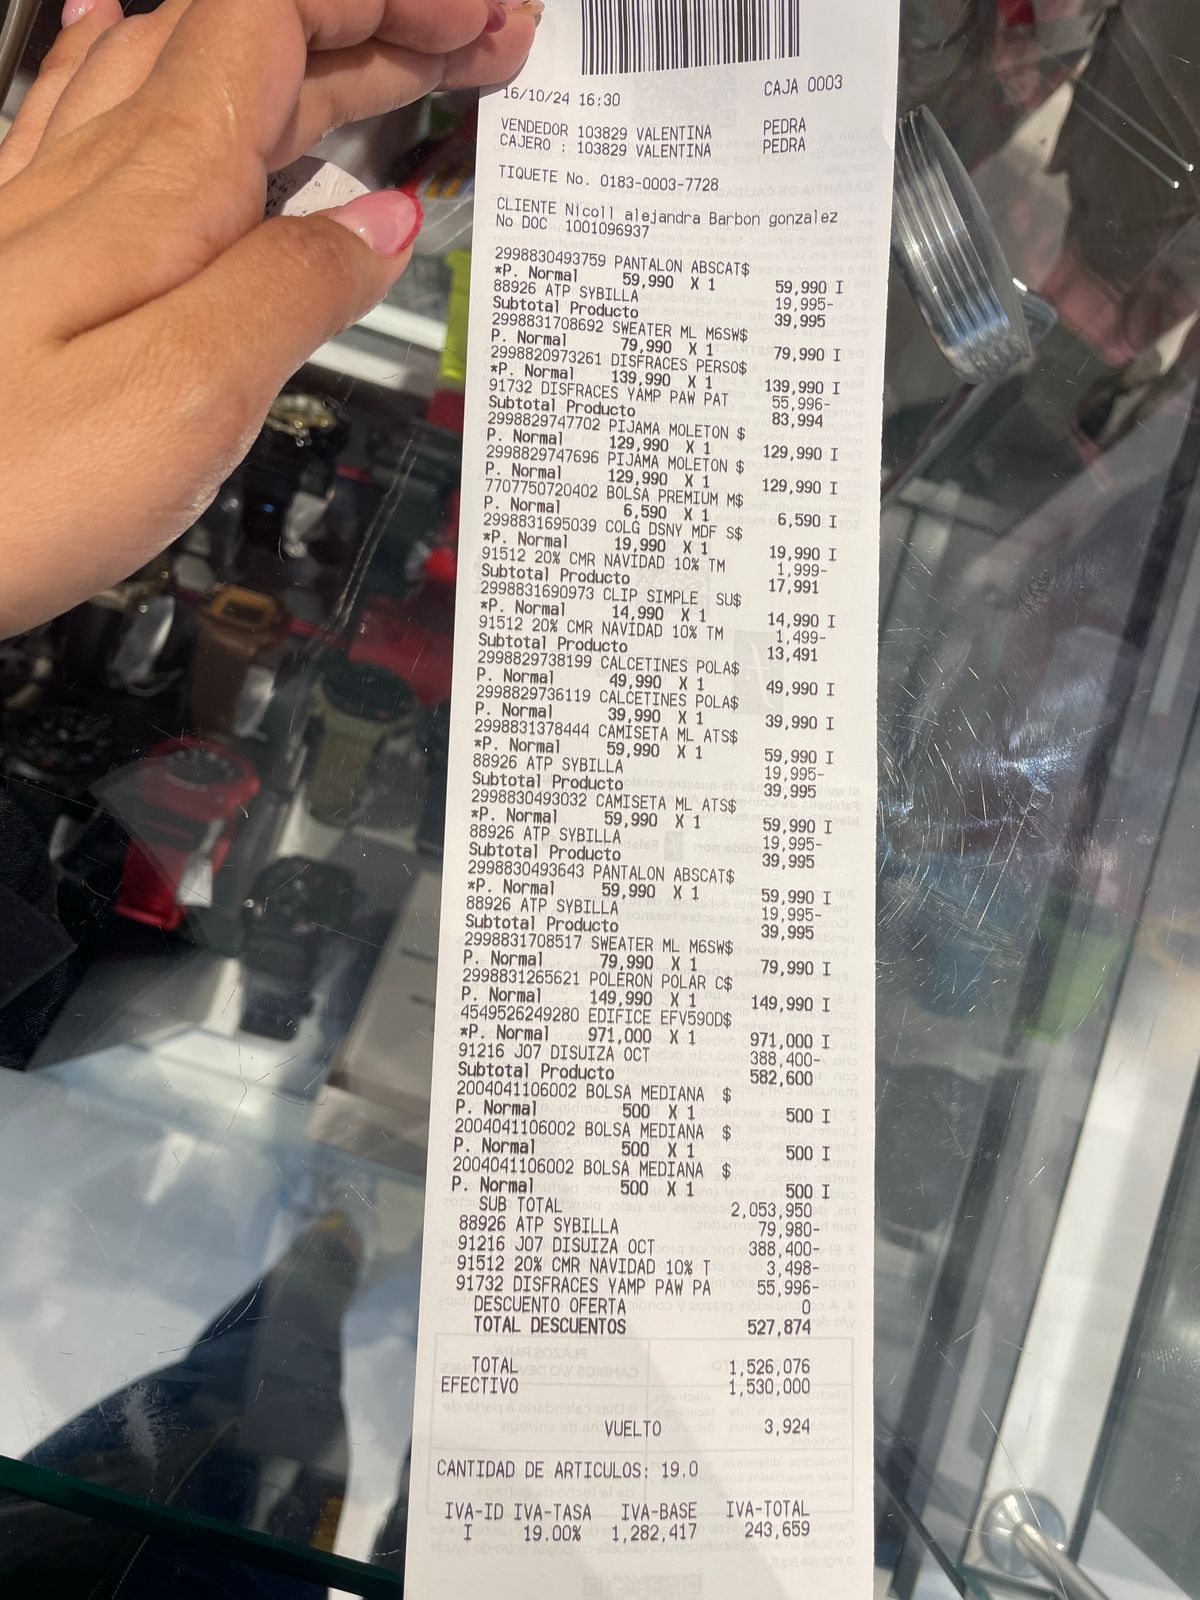 16/10/24 16:30 CAJA 0003
VENDEDOR 103829 VALENTINA PEDRA
CAJERO : 103829 VALENTINA PEDRA
TIQUETE No. 0183-0003-7728
CLIENTE Nicoll alejandra Barbon gonzalez
No DOC 1001096937
2998830493759 PANTALON ABSCAT$
*P. Normal 59,990 X 1 59,990 I
88926 ATP SYBILLA 19,995-
Subtotal Producto 39,995
2998831708692 SWEATER ML M6SW$
P. Normal 79,990 X 1 79,990 I
2998820973261 DISFRACES PERSO$
*P. Normal 139,990 X 1 139,990 I
91732 DISFRACES YAMP PAW PAT 55,996-
Subtotal Producto 83,994
2998829747702 PIJAMA MOLETON $
P. Normal 129,990 X 1 129,990 I
2998829747696 PIJAMA MOLETON $
P. Normal 129,990 X 1 129,990 I
7707750720402 BOLSA PREMIUM M$
P. Normal 6,590 X 1 6,590 I
2998831695039 COLG DSNY MDF S$
*P. Normal 19,990 X 1 19,990 I
91512 20% CMR NAVIDAD 10% TM 1,999-
Subtotal Producto 17,991
2998831690973 CLIP SIMPLE SU$
*P. Normal 14,990 X 1 14,990 I
91512 20% CMR NAVIDAD 10% TM 1,499-
Subtotal Producto 13,491
2998829738199 CALCETINES POLA$
P. Normal 49,990 X 1 49,990 I
2998829736119 CALCETINES POLA$
P. Normal 39,990 X 1 39,990 I
2998831378444 CAMISETA ML ATS$
*P. Normal 59,990 X 1 59,990 I
88926 ATP SYBILLA 19,995-
Subtotal Producto 39,995
2998830493032 CAMISETA ML ATS$
*P. Normal 59,990 X 1 59,990 I
88926 ATP SYBILLA 19,995-
Subtotal Producto 39,995
2998830493643 PANTALON ABSCAT$
*P. Normal 59,990 X 1 59,990 I
88926 ATP SYBILLA 19,995-
Subtotal Producto 39,995
2998831708517 SWEATER ML M6SW$
P. Normal 79,990 X 1 79,990 I
2998831265621 POLERON POLAR C$
P. Normal 149,990 X 1 149,990 I
4549526249280 EDIFICE EFV590D$
*P. Normal 971,000 X 1 971,000 I
91216 J07 DISUIZA OCT 388,400-
Subtotal Producto 582,600
2004041106002 BOLSA MEDIANA $
P. Normal 500 X 1 500 I
2004041106002 BOLSA MEDIANA $
P. Normal 500 X 1 500 I
2004041106002 BOLSA MEDIANA $
P. Normal 500 X 1 500 I
SUB TOTAL 2,053,950
88926 ATP SYBILLA 79,980-
91216 J07 DISUIZA OCT 388,400-
91512 20% CMR NAVIDAD 10% T 3,498-
91732 DISFRACES YAMP PAW PA 55,996-
DESCUENTO OFERTA 0
TOTAL DESCUENTOS 527,874
TOTAL 1,526,076
EFECTIVO 1,530,000
VUELTO 3,924
CANTIDAD DE ARTICULOS: 19.0
IVA-ID IVA-TASA IVA-BASE IVA-TOTAL
I 19.00% 1,282,417 243,659